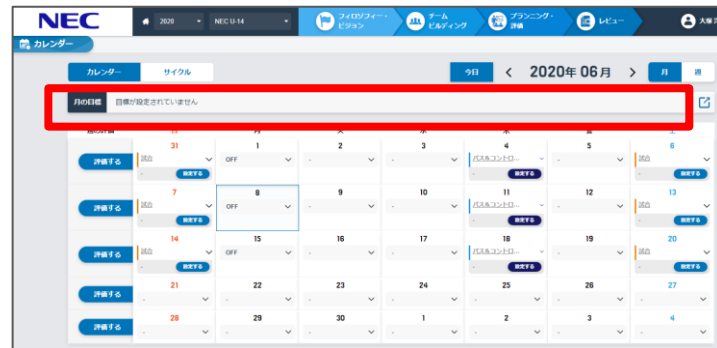 NEC 2020 NEC U-14 フィロソフィー・ビジョン チームビルディング プランニング・評価 レビュー
カレンダー
カレンダー サイクル 今日 < 2020年 06月 > 月 週
月の目標 目標が設定されていません
日 月 火 水 木 金 土
31 1 2 3 4 5 6
評価する 試合 OFF - - パス&コントロ... - 試合
- 設定する - 設定する - 設定する
7 8 9 10 11 12 13
評価する 試合 OFF - - パス&コントロ... - 試合
- 設定する - 設定する - 設定する
14 15 16 17 18 19 20
評価する 試合 OFF - - パス&コントロ... - 試合
- 設定する - 設定する - 設定する
21 22 23 24 25 26 27
評価する - - - - - - -
28 29 30 1 2 3 4
評価する - - - - - - -